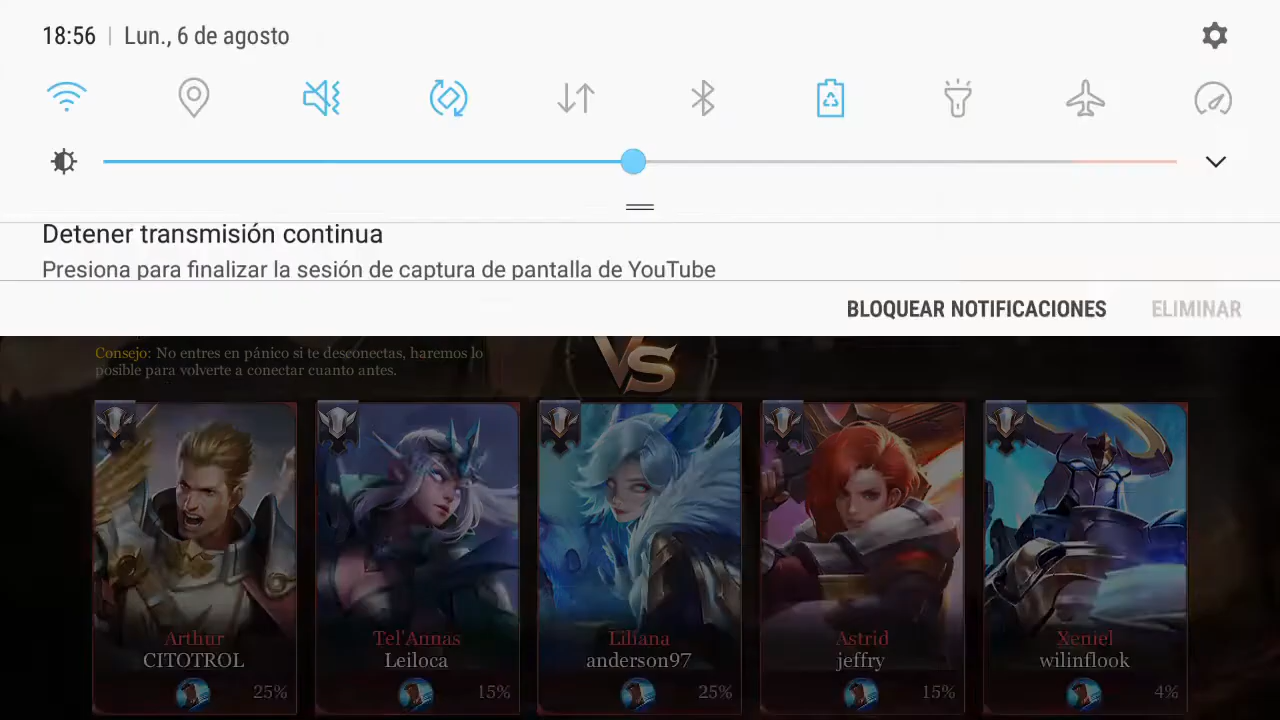 18:56 | Lun., 6 de agosto
Detener transmisión continua
Presiona para finalizar la sesión de captura de pantalla de YouTube
BLOQUEAR NOTIFICACIONES ELIMINAR
Consejo: No entres en pánico si te desconectas, haremos lo
posible para volverte a conectar cuanto antes.
VS
Arthur Tel'Annas Liliana Astrid Xeniel
CITOTROL Leiloca anderson97 jeffry wilinflook
25% 15% 25% 15% 4%